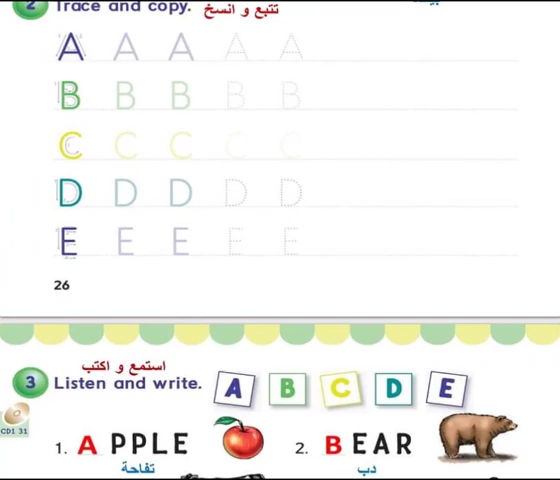 2 Trace and copy. تتبع و انسخ
A A A A A
B B B B B
C C C C C
D D D D D
E E E E E
26
استمع و اكتب
3 Listen and write. A B C D E
CD1 31
1. A PPLE 2. B EAR
تفاحة دب